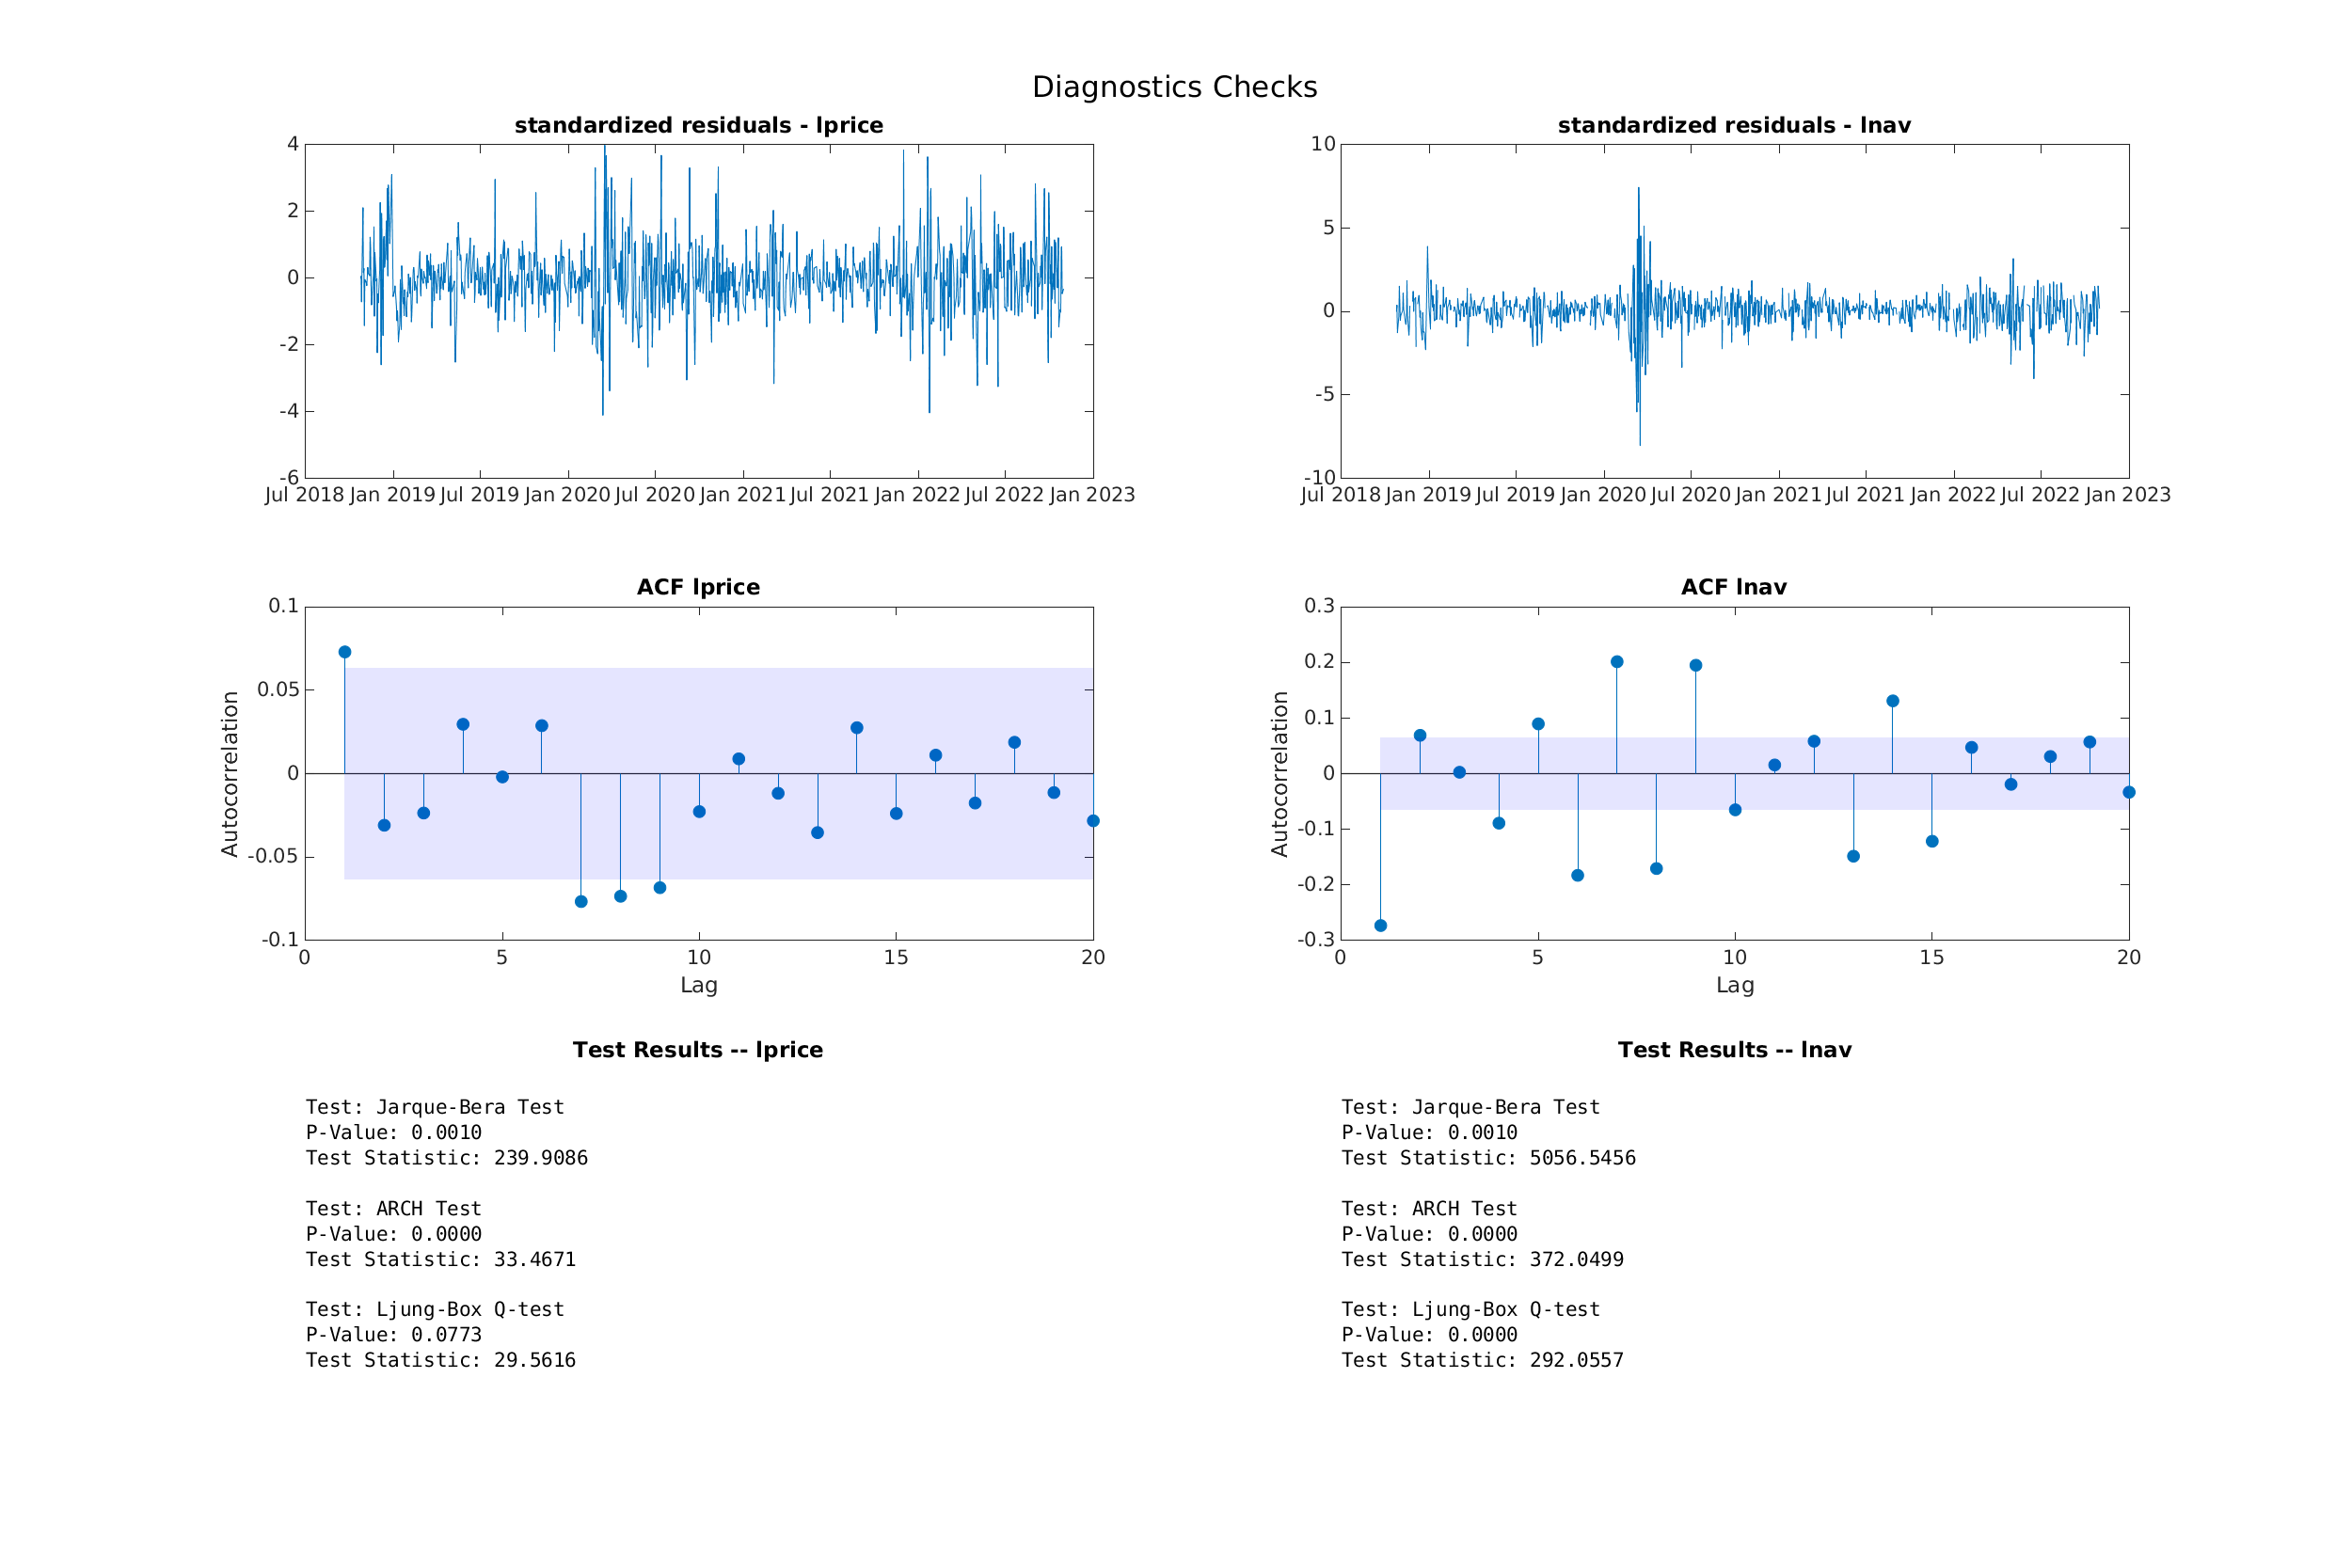 Diagnostics Checks
standardized residuals - lprice
4
2
0
-2
-4
-6
Jul 2018 Jan 2019 Jul 2019 Jan 2020 Jul 2020 Jan 2021 Jul 2021 Jan 2022 Jul 2022 Jan 2023
standardized residuals - lnav
10
5
0
-5
-10
Jul 2018 Jan 2019 Jul 2019 Jan 2020 Jul 2020 Jan 2021 Jul 2021 Jan 2022 Jul 2022 Jan 2023
ACF lprice
Autocorrelation
0.1
0.05
0
-0.05
-0.1
0 5 10 15 20
Lag
ACF lnav
Autocorrelation
0.3
0.2
0.1
0
-0.1
-0.2
-0.3
0 5 10 15 20
Lag
Test Results -- lprice
Test: Jarque-Bera Test
P-Value: 0.0010
Test Statistic: 239.9086
Test: ARCH Test
P-Value: 0.0000
Test Statistic: 33.4671
Test: Ljung-Box Q-test
P-Value: 0.0773
Test Statistic: 29.5616
Test Results -- lnav
Test: Jarque-Bera Test
P-Value: 0.0010
Test Statistic: 5056.5456
Test: ARCH Test
P-Value: 0.0000
Test Statistic: 372.0499
Test: Ljung-Box Q-test
P-Value: 0.0000
Test Statistic: 292.0557